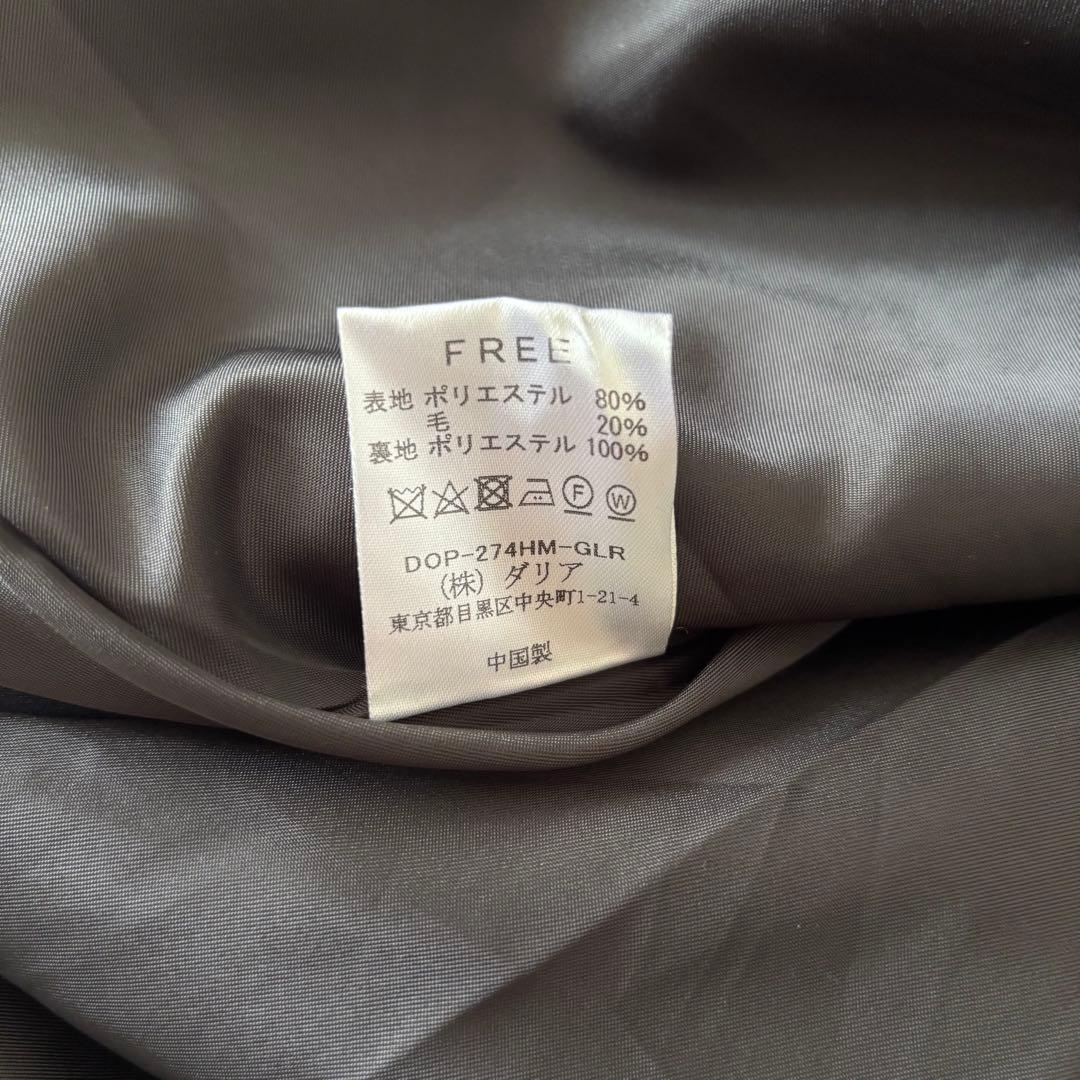 FREE
表地 ポリエステル 80%
毛 20%
裏地 ポリエステル 100%
F W
DOP-274HM-GLR
(株) ダリア
東京都目黒区中央町1-21-4
中国製